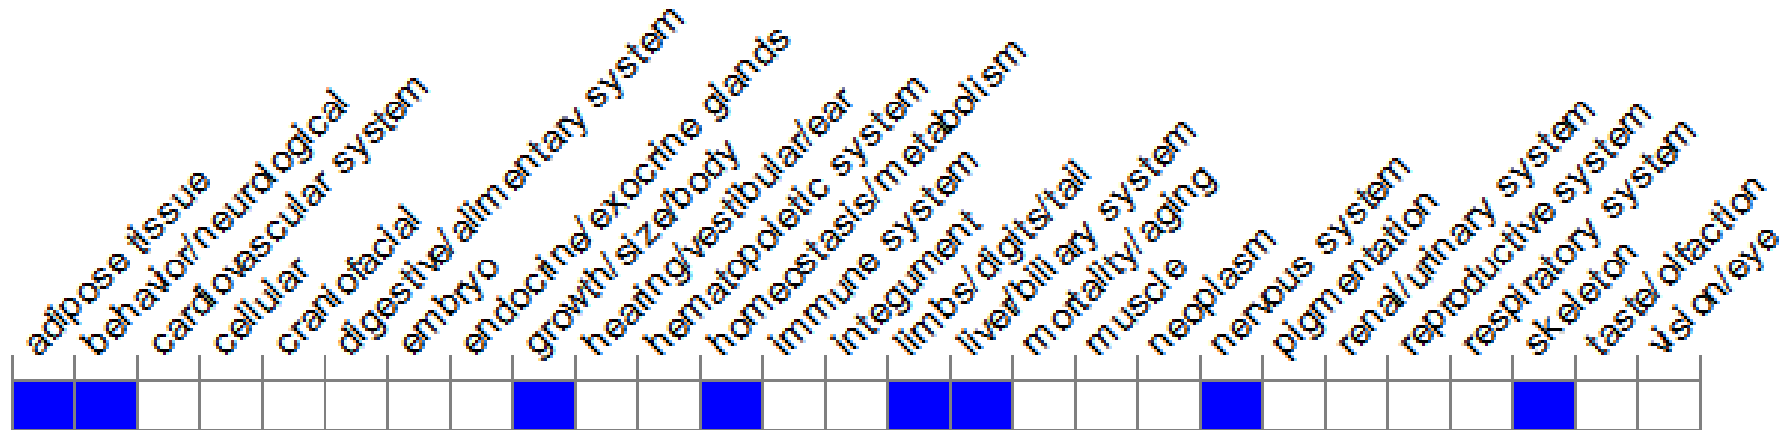 adipose tissue
behavior/neurological
cardiovascular system
cellular
craniofacial
digestive/alimentary system
embryo
endocrine/exocrine glands
growth/size/body
hearing/vestibular/ear
hematopoietic system
homeostasis/metabolism
immune system
integument
limbs/digits/tail
liver/biliary system
mortality/aging
muscle
neoplasm
nervous system
pigmentation
renal/urinary system
reproductive system
respiratory system
skeleton
taste/olfaction
vision/eye